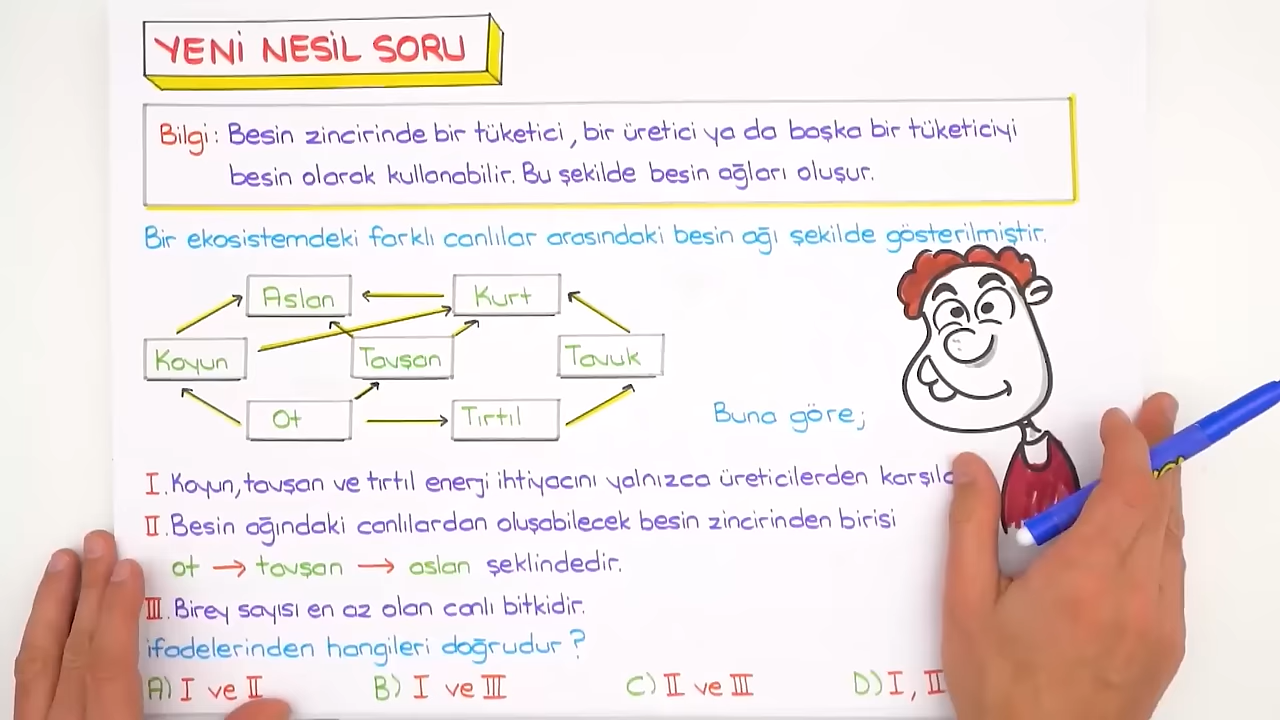 YENİ NESİL SORU
Bilgi: Besin zincirinde bir tüketici, bir üretici ya da başka bir tüketiciyi
besin olarak kullanabilir. Bu şekilde besin ağları oluşur.
Bir ekosistemdeki farklı canlılar arasındaki besin ağı şekilde gösterilmiştir.
Aslan Kurt
Koyun Tavşan Tavuk
Ot Tırtıl
Buna göre;
I. Koyun, tavşan ve tırtıl energi ihtiyacını yalnızca üreticilerden
II. Besin ağındaki canlılardan oluşabilecek besin zincirinden birisi
ot → tavşan → aslan şeklindedir.
III. Birey sayısı en az olan canlı bitkidir.
ifadelerinden hangileri doğrudur?
A) I ve II B) I ve III C) II ve III D) I, II